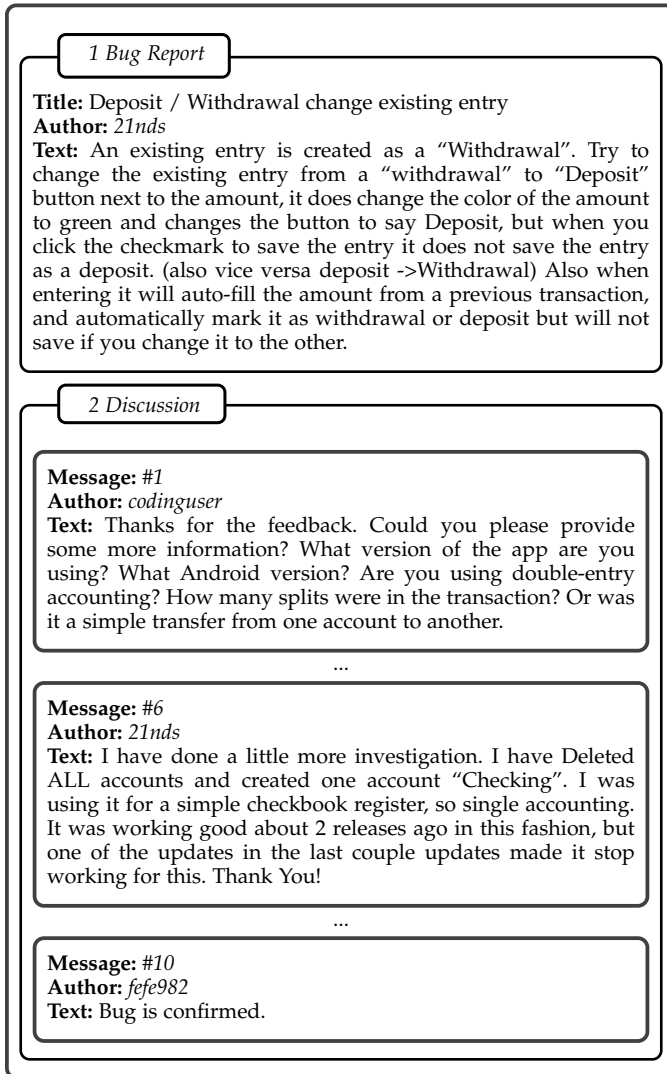 1 Bug Report
Title: Deposit / Withdrawal change existing entry
Author: 21nds
Text: An existing entry is created as a “Withdrawal”. Try to
change the existing entry from a “withdrawal” to “Deposit”
button next to the amount, it does change the color of the amount
to green and changes the button to say Deposit, but when you
click the checkmark to save the entry it does not save the entry
as a deposit. (also vice versa deposit ->Withdrawal) Also when
entering it will auto-fill the amount from a previous transaction,
and automatically mark it as withdrawal or deposit but will not
save if you change it to the other.
2 Discussion
Message: #1
Author: codinguser
Text: Thanks for the feedback. Could you please provide
some more information? What version of the app are you
using? What Android version? Are you using double-entry
accounting? How many splits were in the transaction? Or was
it a simple transfer from one account to another.
...
Message: #6
Author: 21nds
Text: I have done a little more investigation. I have Deleted
ALL accounts and created one account “Checking”. I was
using it for a simple checkbook register, so single accounting.
It was working good about 2 releases ago in this fashion, but
one of the updates in the last couple updates made it stop
working for this. Thank You!
...
Message: #10
Author: fefe982
Text: Bug is confirmed.